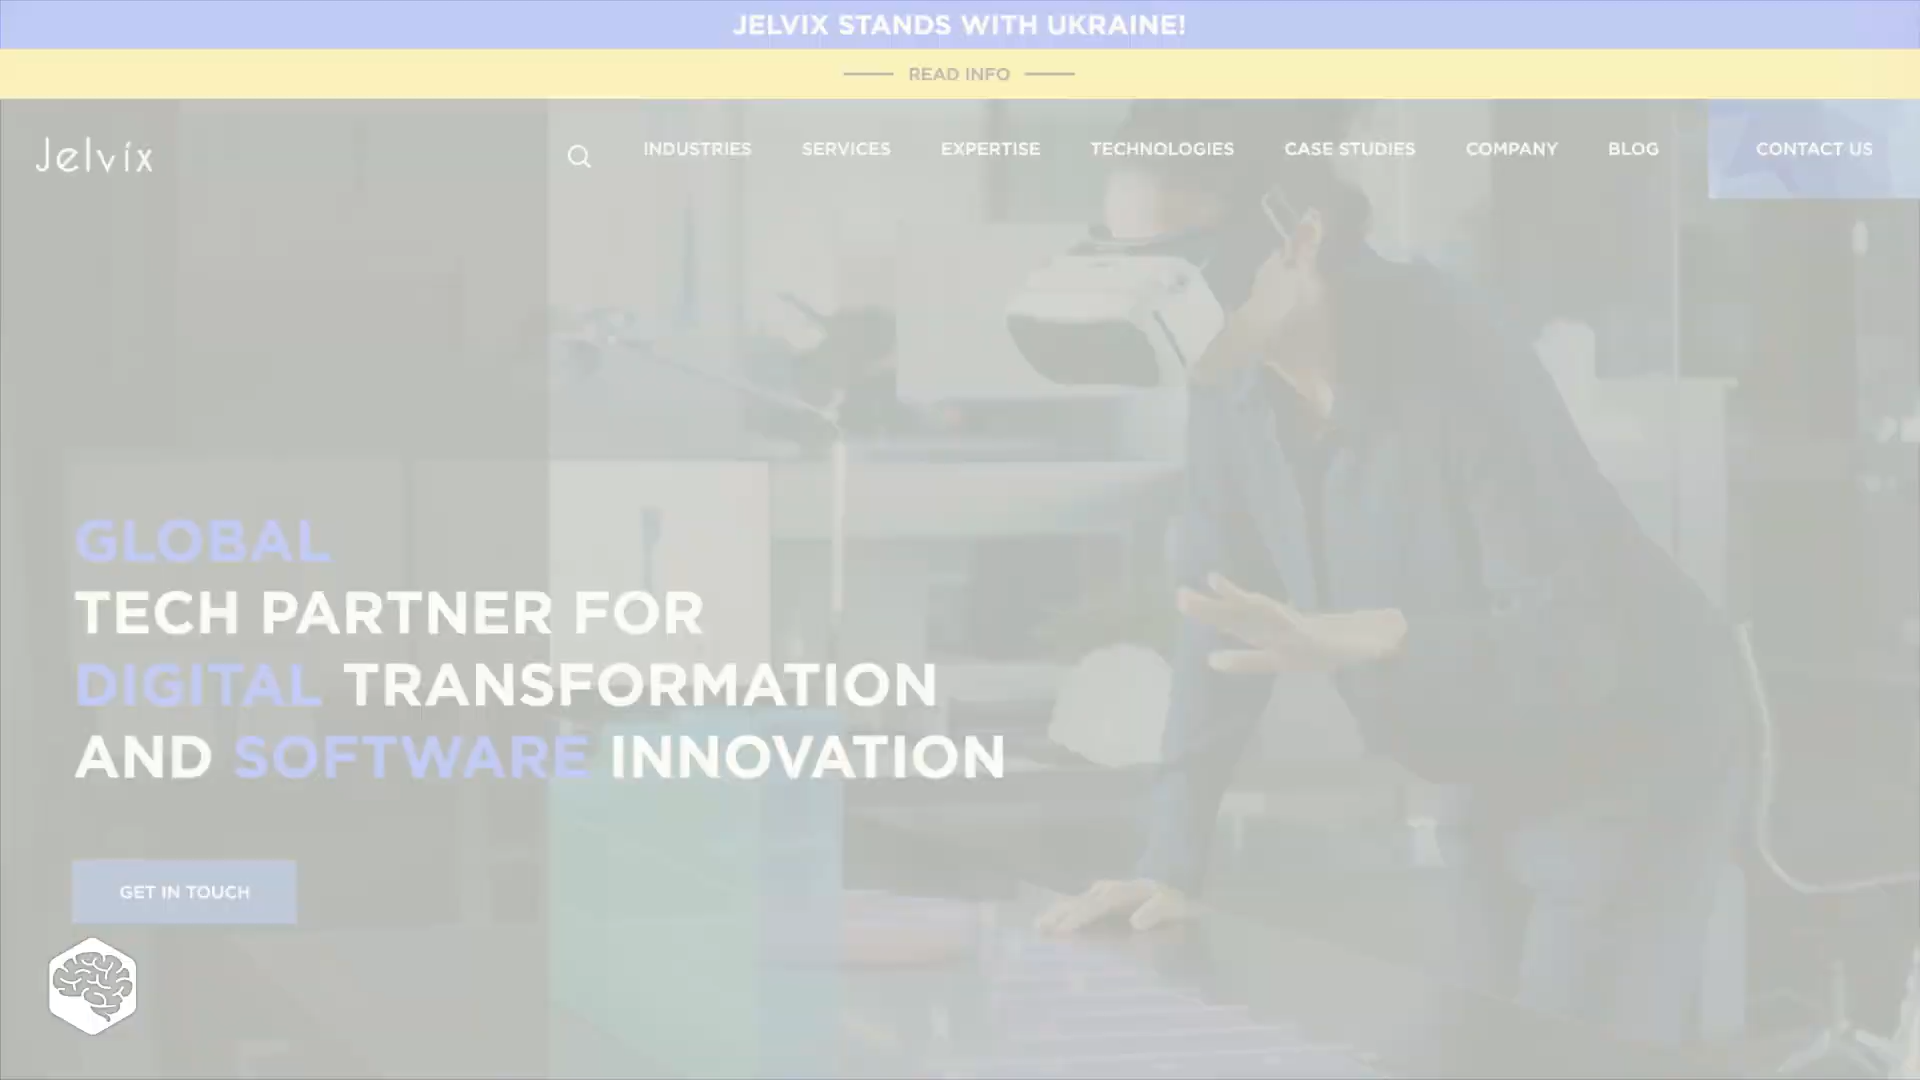 JELVIX STANDS WITH UKRAINE!
READ INFO
Jelvix
INDUSTRIES SERVICES EXPERTISE TECHNOLOGIES CASE STUDIES COMPANY BLOG CONTACT US
GLOBAL
TECH PARTNER FOR
DIGITAL TRANSFORMATION
AND SOFTWARE INNOVATION
GET IN TOUCH